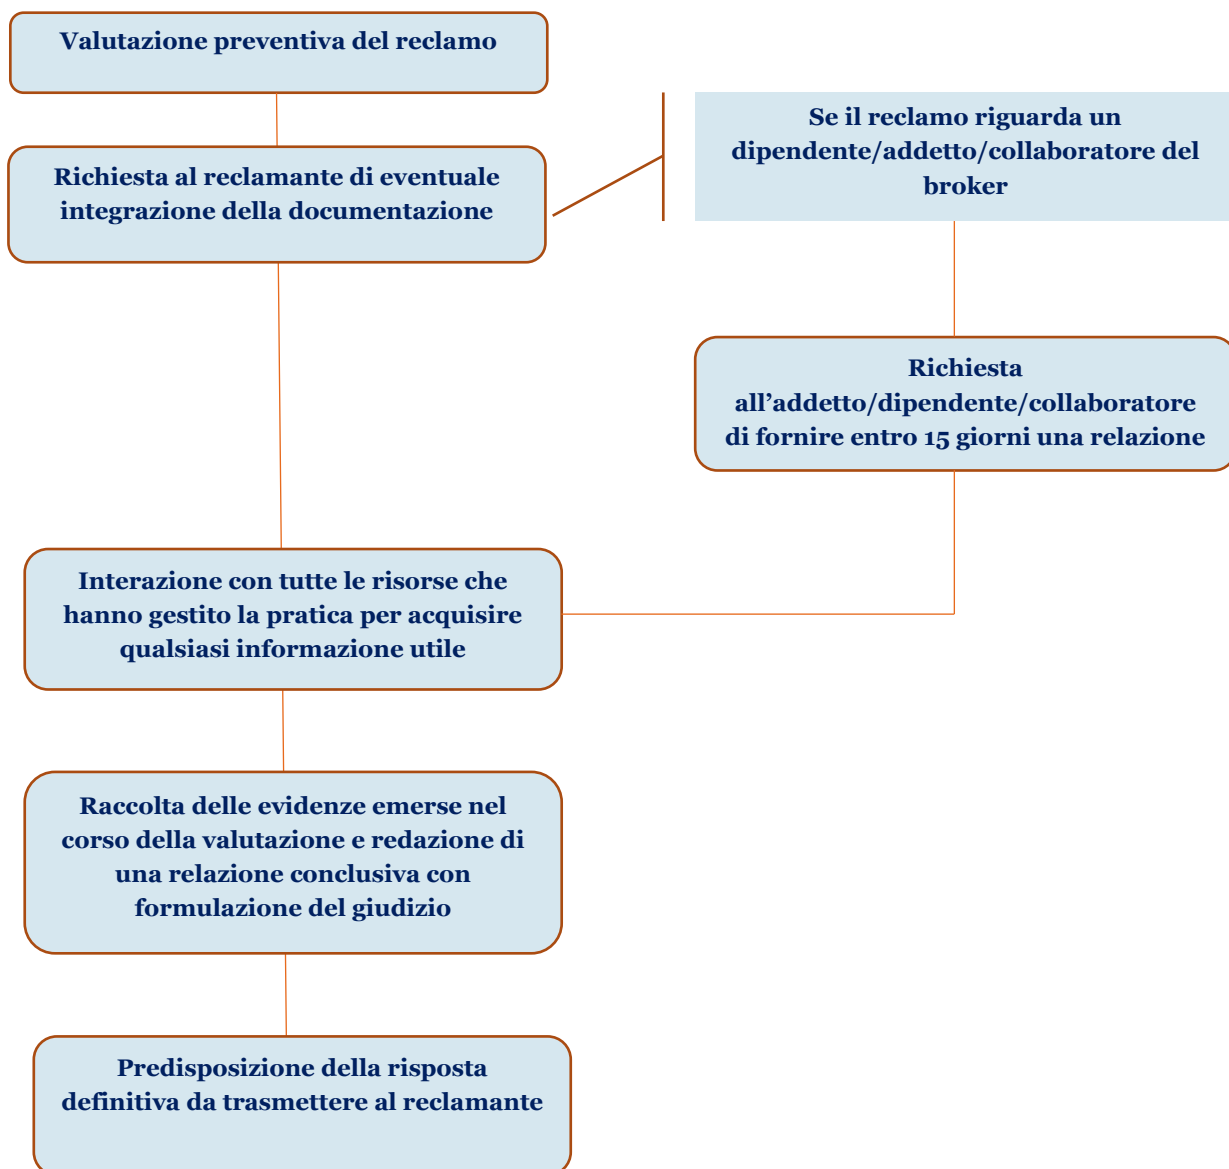 Valutazione preventiva del reclamo
Richiesta al reclamante di eventuale
integrazione della documentazione
Se il reclamo riguarda un
dipendente/addetto/collaboratore del
broker
Richiesta
all’addetto/dipendente/collaboratore
di fornire entro 15 giorni una relazione
Interazione con tutte le risorse che
hanno gestito la pratica per acquisire
qualsiasi informazione utile
Raccolta delle evidenze emerse nel
corso della valutazione e redazione di
una relazione conclusiva con
formulazione del giudizio
Predisposizione della risposta
definitiva da trasmettere al reclamante